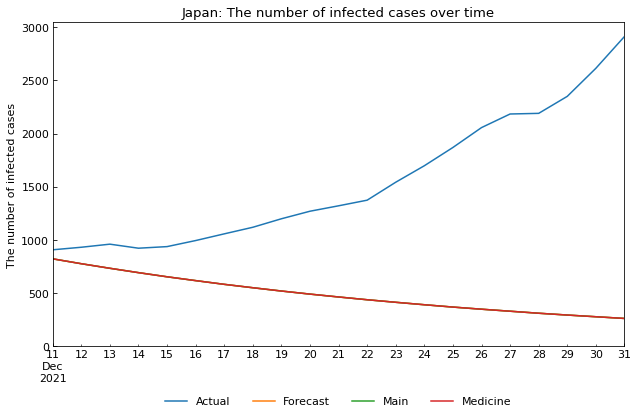 Japan: The number of infected cases over time
The number of infected cases
3000
2500
2000
1500
1000
500
0
11 12 13 14 15 16 17 18 19 20 21 22 23 24 25 26 27 28 29 30 31
Dec
2021
Actual Forecast Main Medicine